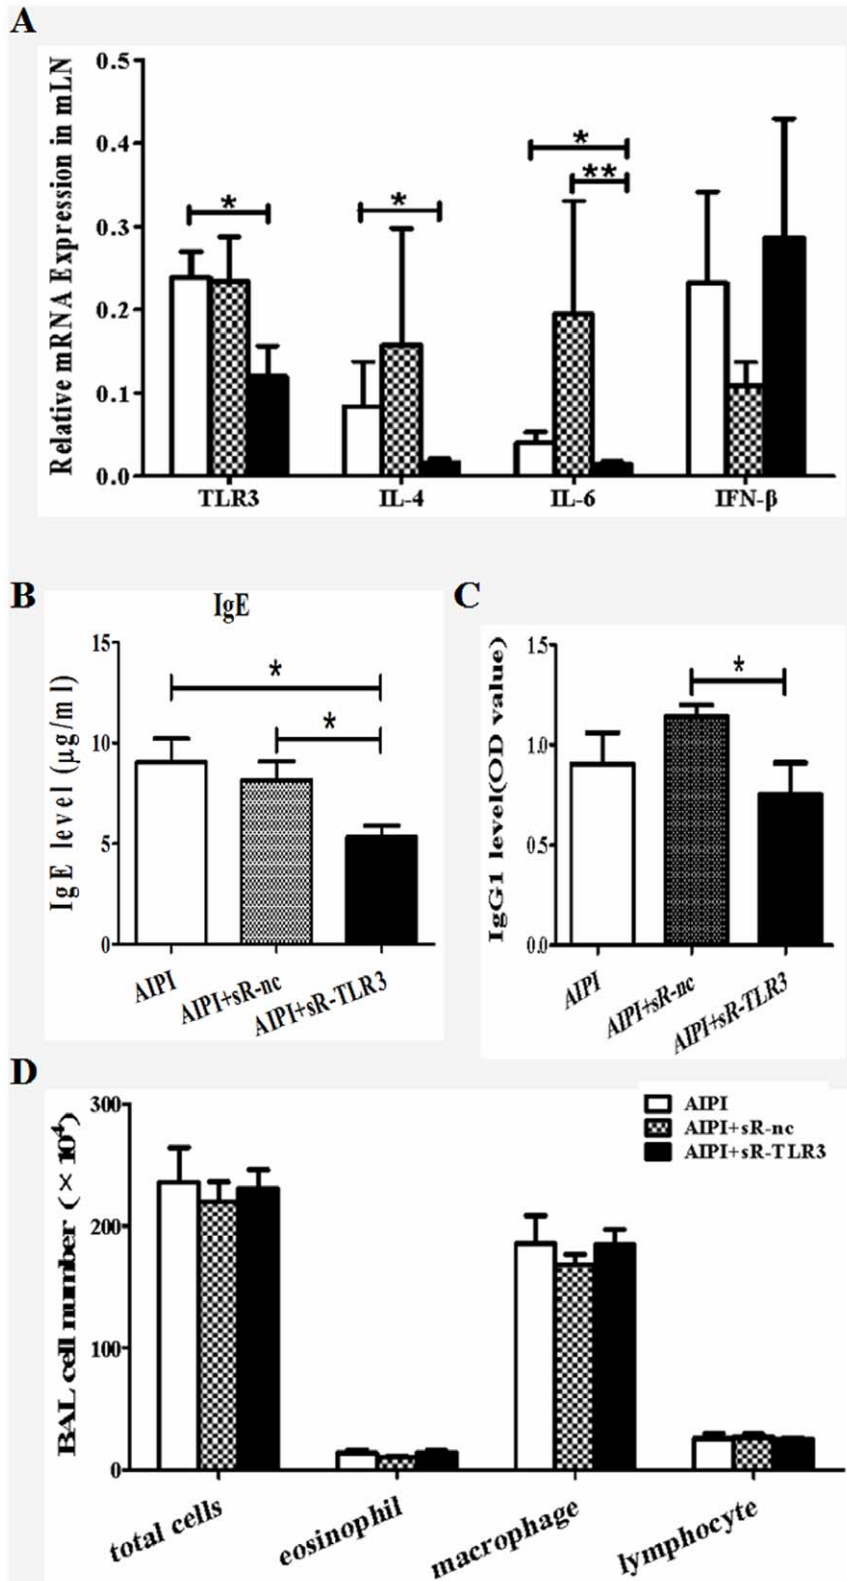 A
Relative mRNA Expression in mLN
0.5
0.4
0.3
0.2
0.1
0.0
*
*
*
**
TLR3
IL-4
IL-6
IFN-β
B
IgE
IgE level (μg/ml)
15
10
5
0
*
*
AIPI
AIPI+sR-nc
AIPI+sR-TLR3
C
IgG1 level(OD value)
1.5
1.0
0.5
0.0
*
AIPI
AIPI+sR-nc
AIPI+sR-TLR3
D
BAL cell number (×10⁴)
300
200
100
0
AIPI
AIPI+sR-nc
AIPI+sR-TLR3
total cells
eosinophil
macrophage
lymphocyte